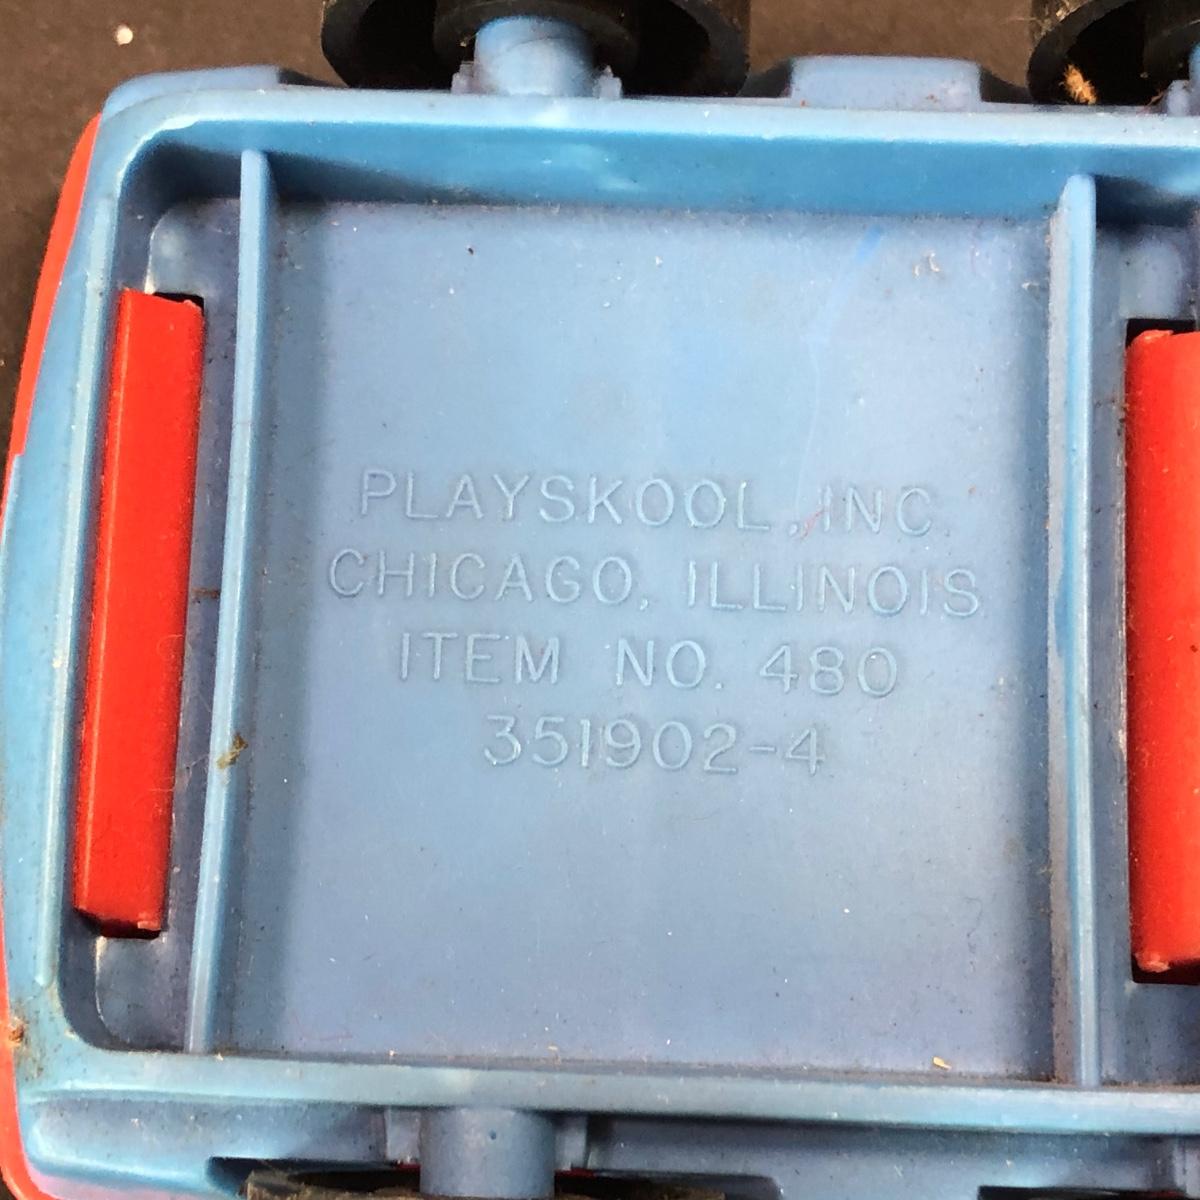 PLAYSKOOL, INC.
CHICAGO, ILLINOIS
ITEM NO. 480
351902-4